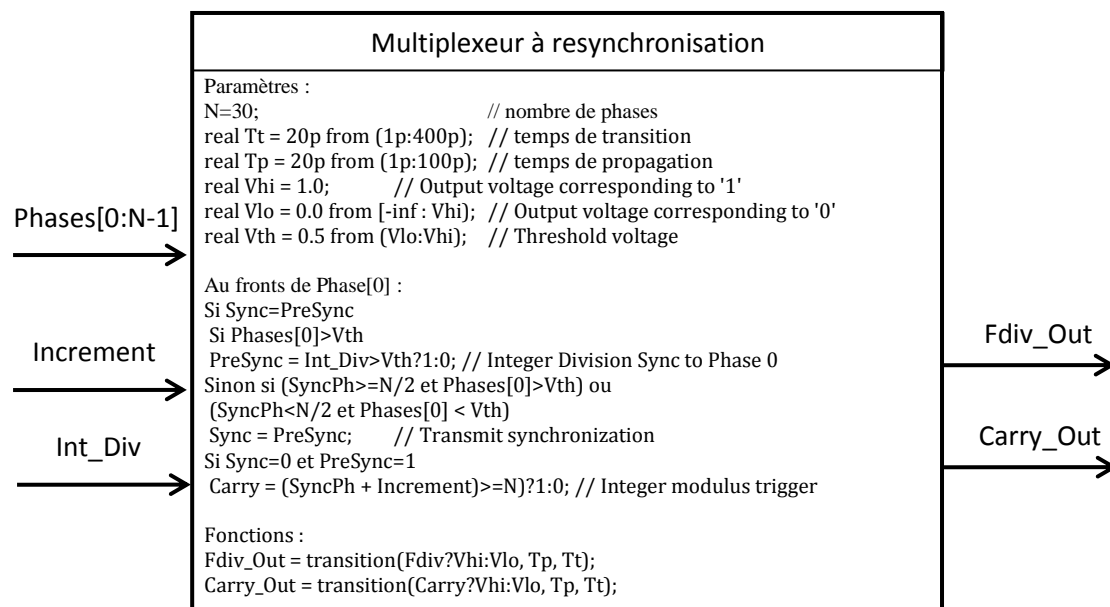 Multiplexeur à resynchronisation
Paramètres :
N=30; // nombre de phases
real Tt = 20p from (1p:400p); // temps de transition
real Tp = 20p from (1p:100p); // temps de propagation
real Vhi = 1.0; // Output voltage corresponding to '1'
real Vlo = 0.0 from [-inf : Vhi); // Output voltage corresponding to '0'
real Vth = 0.5 from (Vlo:Vhi); // Threshold voltage
Au fronts de Phase[0] :
Si Sync=PreSync
Si Phases[0]>Vth
PreSync = Int_Div>Vth?1:0; // Integer Division Sync to Phase 0
Sinon si (SyncPh>=N/2 et Phases[0]>Vth) ou
(SyncPh<N/2 et Phases[0] < Vth)
Sync = PreSync; // Transmit synchronization
Si Sync=0 et PreSync=1
Carry = (SyncPh + Increment)>=N)?1:0; // Integer modulus trigger
Fonctions :
Fdiv_Out = transition(Fdiv?Vhi:Vlo, Tp, Tt);
Carry_Out = transition(Carry?Vhi:Vlo, Tp, Tt);
Phases[0:N-1]
Increment
Int_Div
Fdiv_Out
Carry_Out